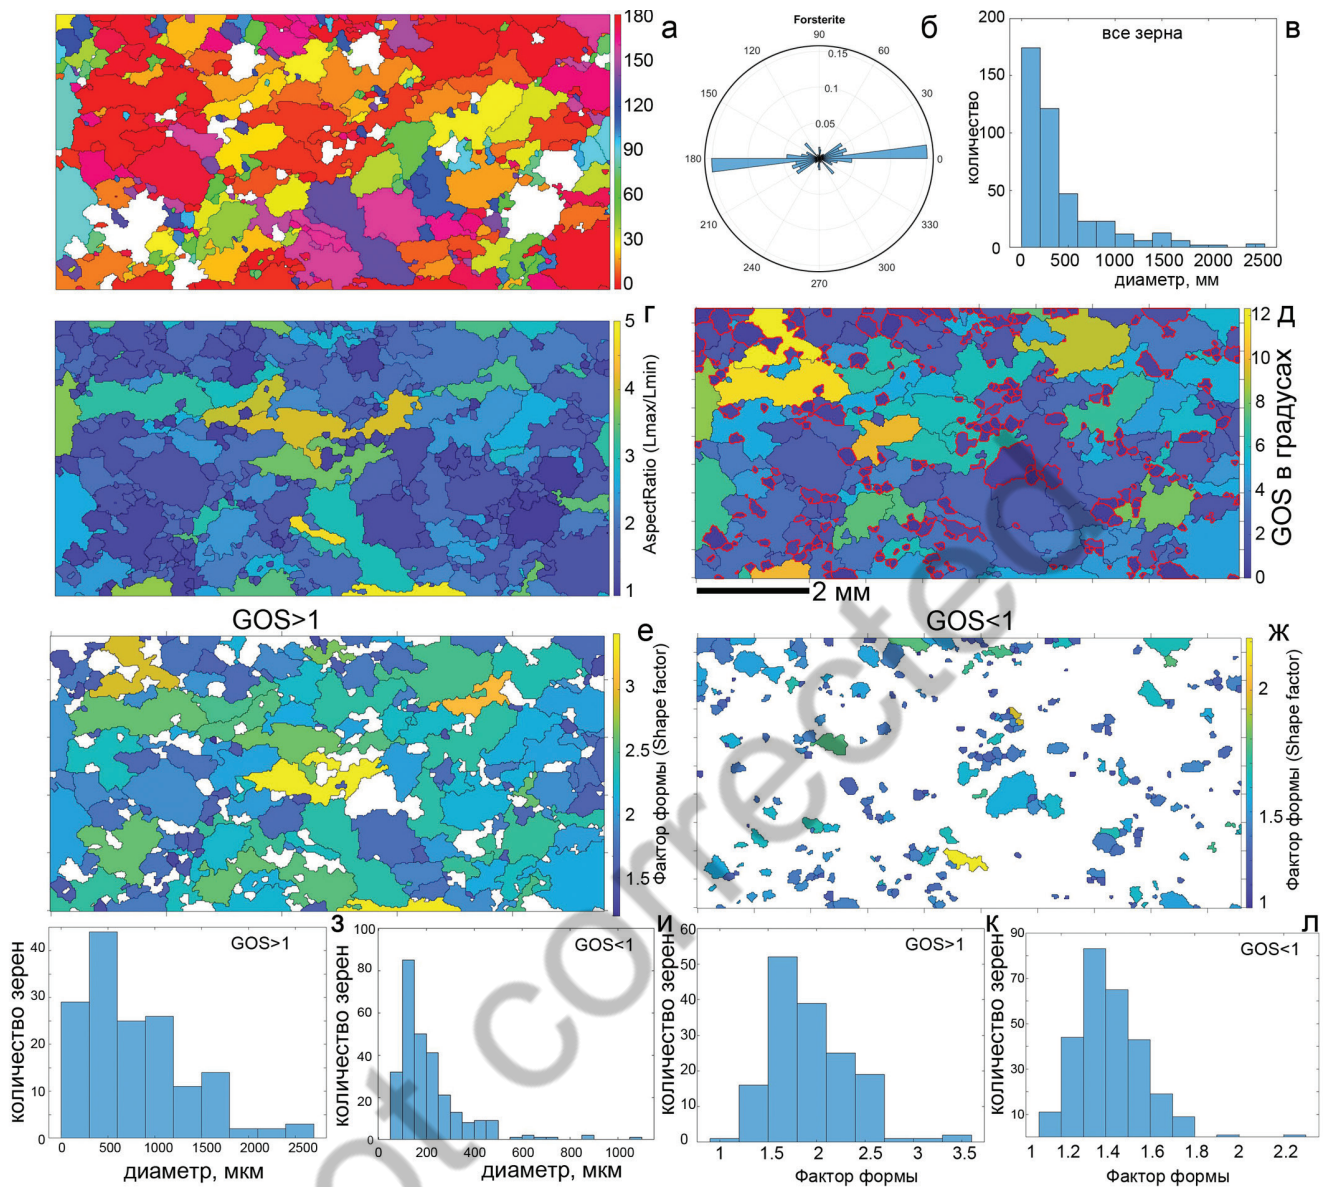 180
150
120
90
60
30
0
а
Forsterite
90
60
30
0
330
300
270
240
210
180
150
120
0.15
0.1
0.05
б
200
150
100
50
0
количество
все зерна
в
0 500 1000 1500 2000 2500
диаметр, мм
5
4
3
2
1
AspectRatio (Lmax/Lmin)
г
12
10
8
6
4
2
0
GOS в градусах
д
2 мм
GOS>1
3
2.5
2
1.5
Фактор формы (Shape factor)
е
GOS<1
2
1.5
1
Фактор формы (Shape factor)
ж
40
30
20
10
0
количество зерен
GOS>1
з
0 500 1000 1500 2000 2500
диаметр, мкм
100
80
60
40
20
0
количество зерен
GOS<1
и
0 200 400 600 800 1000
диаметр, мкм
60
50
40
30
20
10
0
количество зерен
GOS>1
к
1 1.5 2 2.5 3 3.5
Фактор формы
90
70
50
30
10
количество зерен
GOS<1
л
1 1.2 1.4 1.6 1.8 2 2.2
Фактор формы
ot corrected